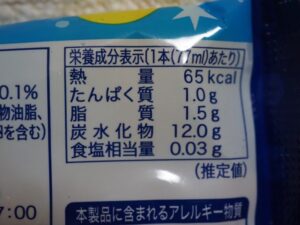 栄養成分表示(1本(77ml)あたり)
熱量 65kcal
たんぱく質 1.0g
脂質 1.5g
炭水化物 12.0g
食塩相当量 0.03g
(推定値)
0.1%
物油脂、
を含む)
7:00
本製品に含まれるアレルギー物質